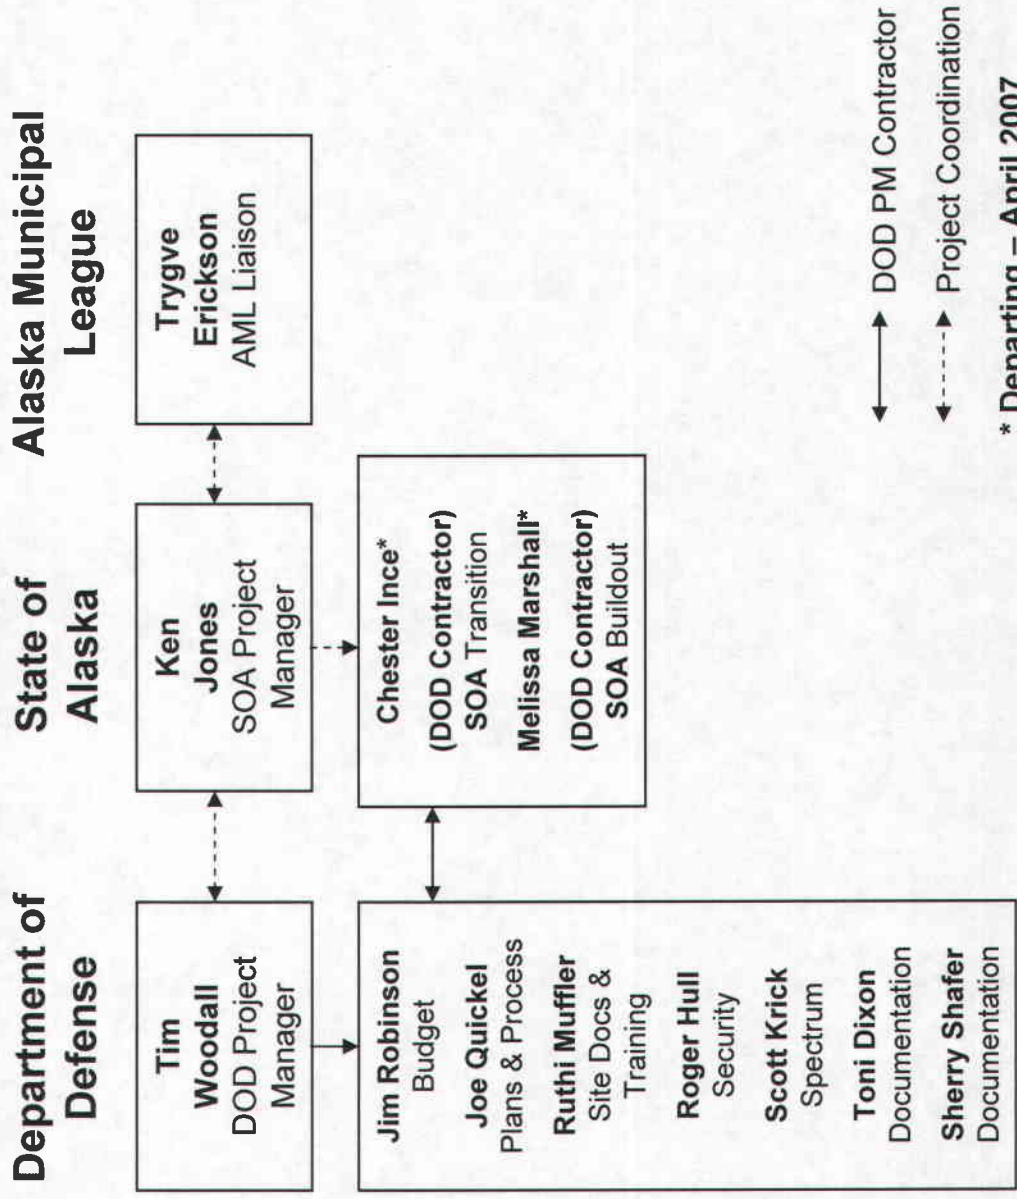 Department of
Defense
Tim
Woodall
DOD Project
Manager
Jim Robinson
Budget
Joe Quickel
Plans & Process
Ruthi Muffler
Site Docs &
Training
Roger Hull
Security
Scott Krick
Spectrum
Toni Dixon
Documentation
Sherry Shafer
Documentation
State of
Alaska
Ken
Jones
SOA Project
Manager
Chester Ince*
(DOD Contractor)
SOA Transition
Melissa Marshall*
(DOD Contractor)
SOA Buildout
Alaska Municipal
League
Trygve
Erickson
AML Liaison
DOD PM Contractor
Project Coordination
* Departing – April 2007